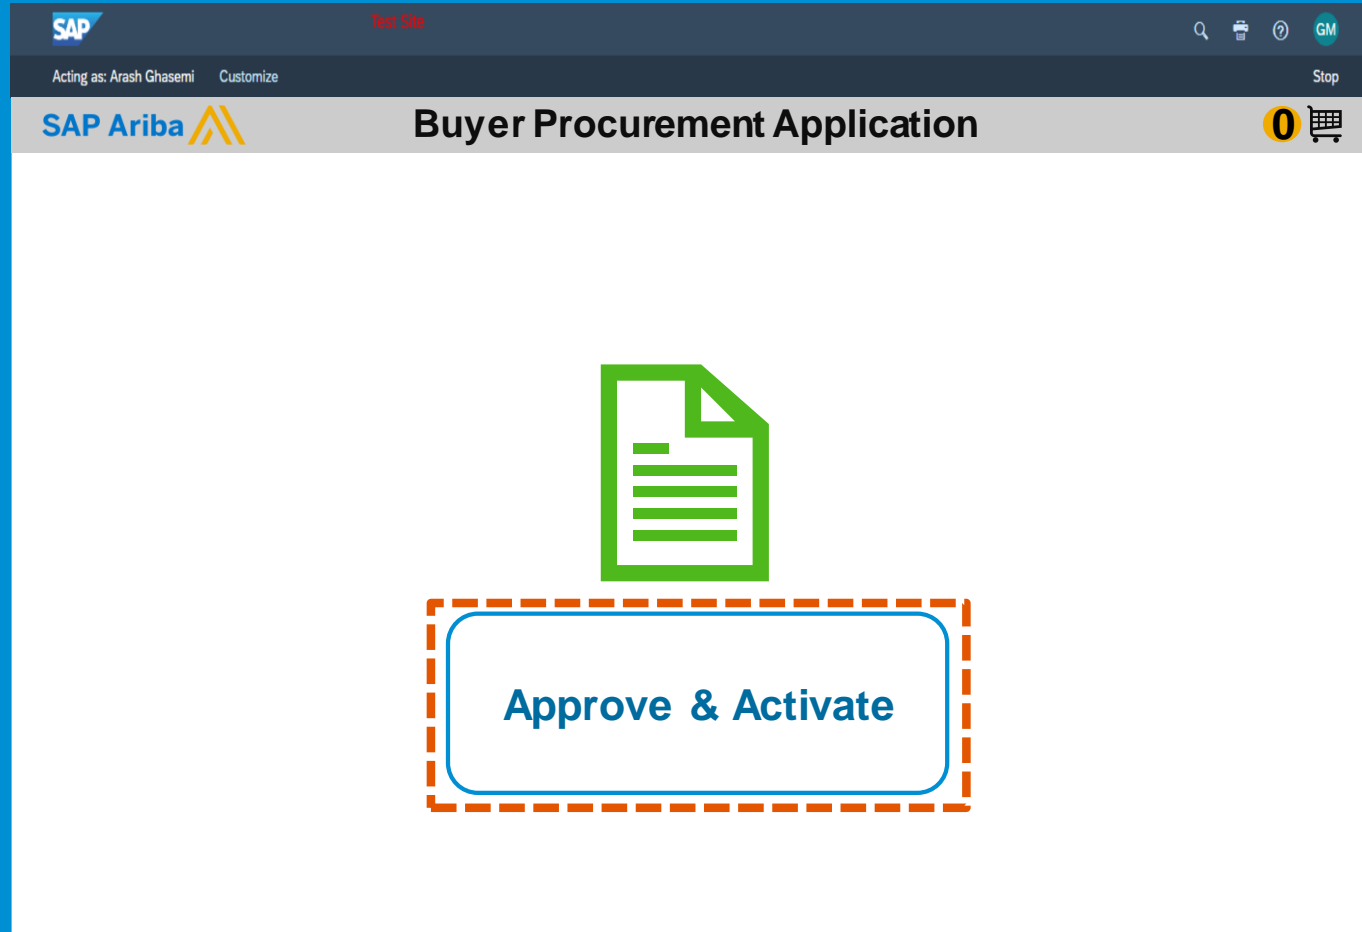 SAP
Test Site
GM
Acting as: Arash Ghasemi Customize
Stop
SAP Ariba
Buyer Procurement Application
0
Approve & Activate